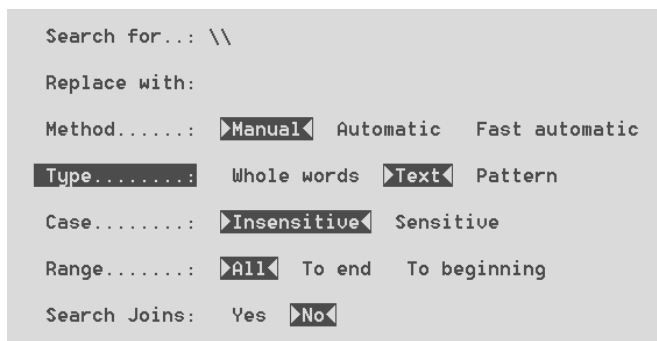 Search for..: \\
Replace with:
Method......: Manual Automatic Fast automatic
Type........: Whole words Text Pattern
Case........: Insensitive Sensitive
Range.......: All To end To beginning
Search Joins: Yes No